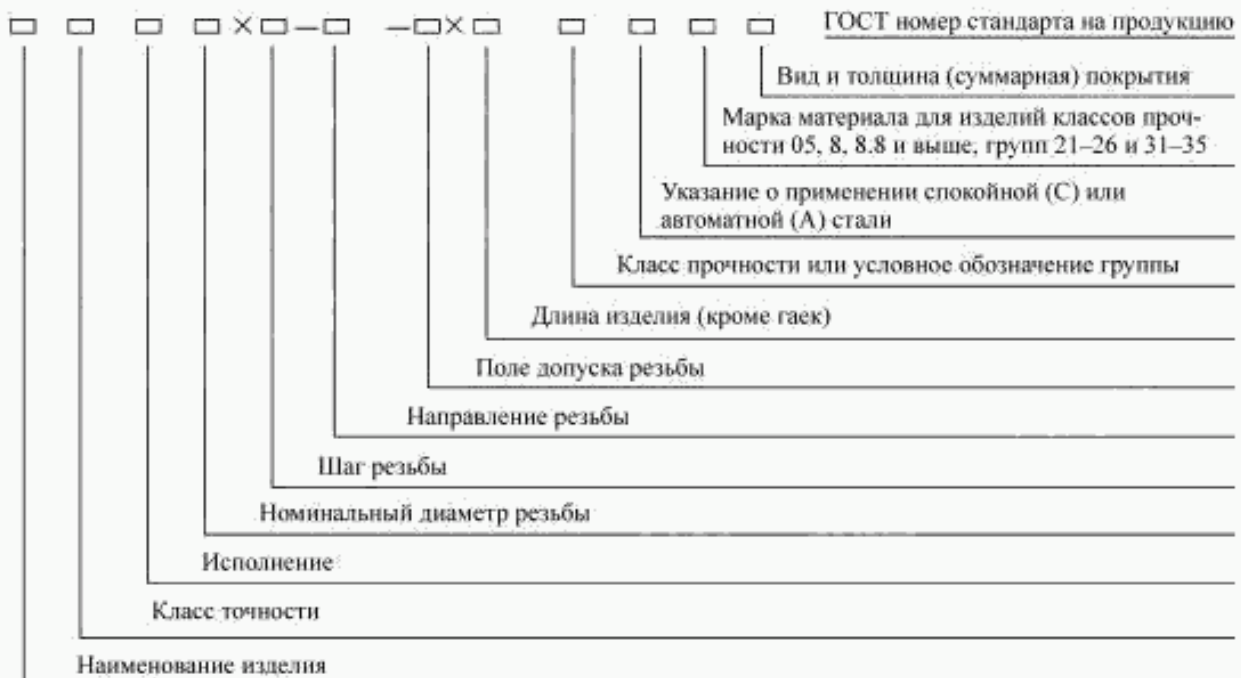 ГОСТ номер стандарта на продукцию
Вид и толщина (суммарная) покрытия
Марка материала для изделий классов проч-
ности 05, 8, 8.8 и выше, групп 21–26 и 31–35
Указание о применении спокойной (С) или
автоматной (А) стали
Класс прочности или условное обозначение группы
Длина изделия (кроме гаек)
Поле допуска резьбы
Направление резьбы
Шаг резьбы
Номинальный диаметр резьбы
Исполнение
Класс точности
Наименование изделия